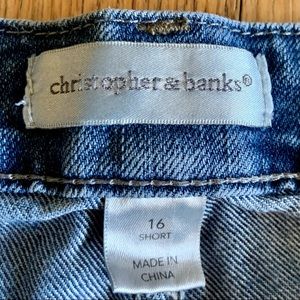 christopher & banks®
16
SHORT
MADE IN
CHINA